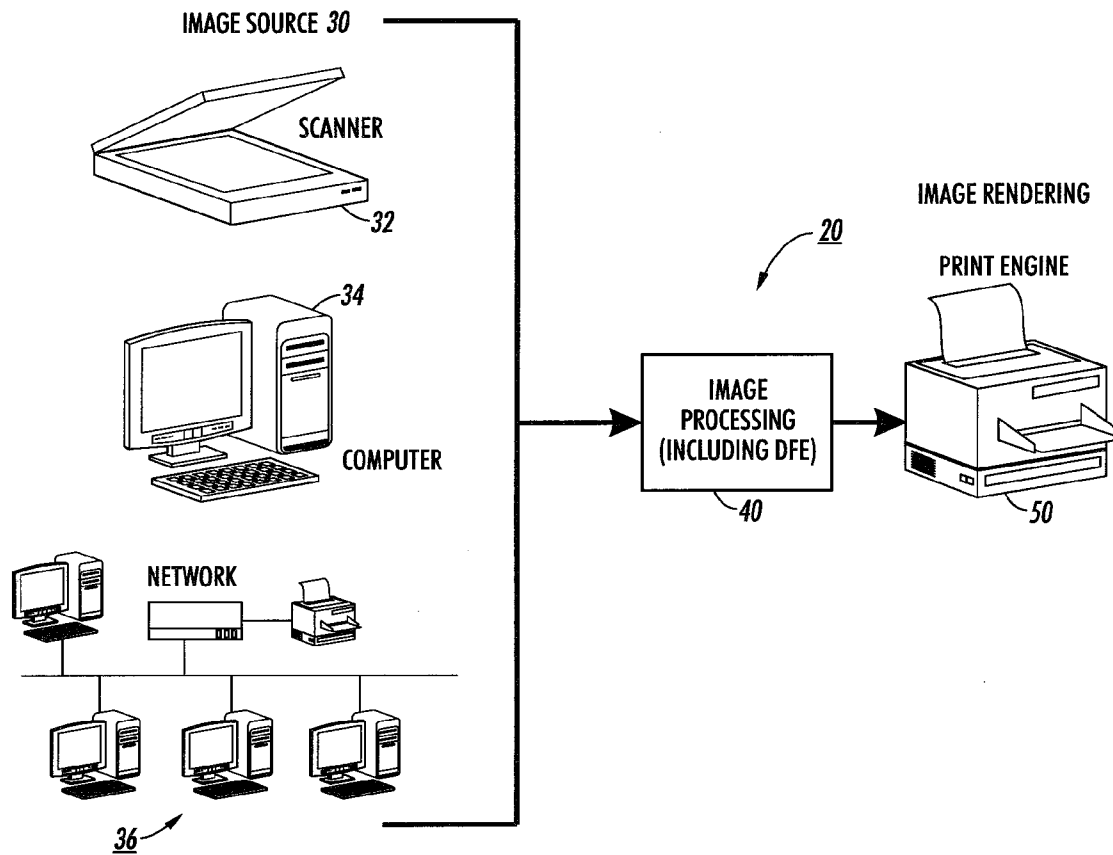 IMAGE SOURCE 30
SCANNER
32
34
COMPUTER
NETWORK
36
20
IMAGE
PROCESSING
(INCLUDING DFE)
40
IMAGE RENDERING
PRINT ENGINE
50